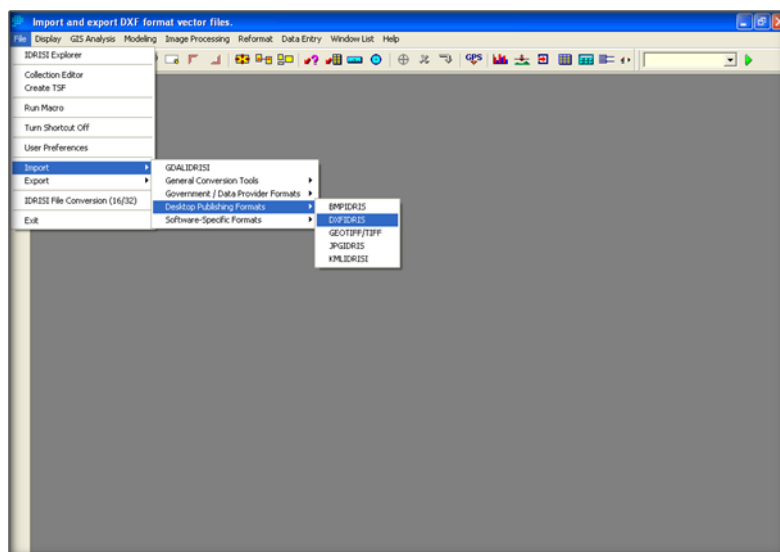 Import and export DXF format vector files.
File Display GIS Analysis Modeling Image Processing Reformat Data Entry Window List Help
IDRISI Explorer
Collection Editor
Create TSF
Run Macro
Turn Shortcut Off
User Preferences
Import
Export
IDRISI File Conversion (16/32)
Exit
GDALIDRISI
General Conversion Tools
Government / Data Provider Formats
Desktop Publishing Formats
Software-Specific Formats
BMPIDRIS
DXFIDRIS
GEOTIFF/TIFF
JPGIDRIS
KMLIDRISI
GPS